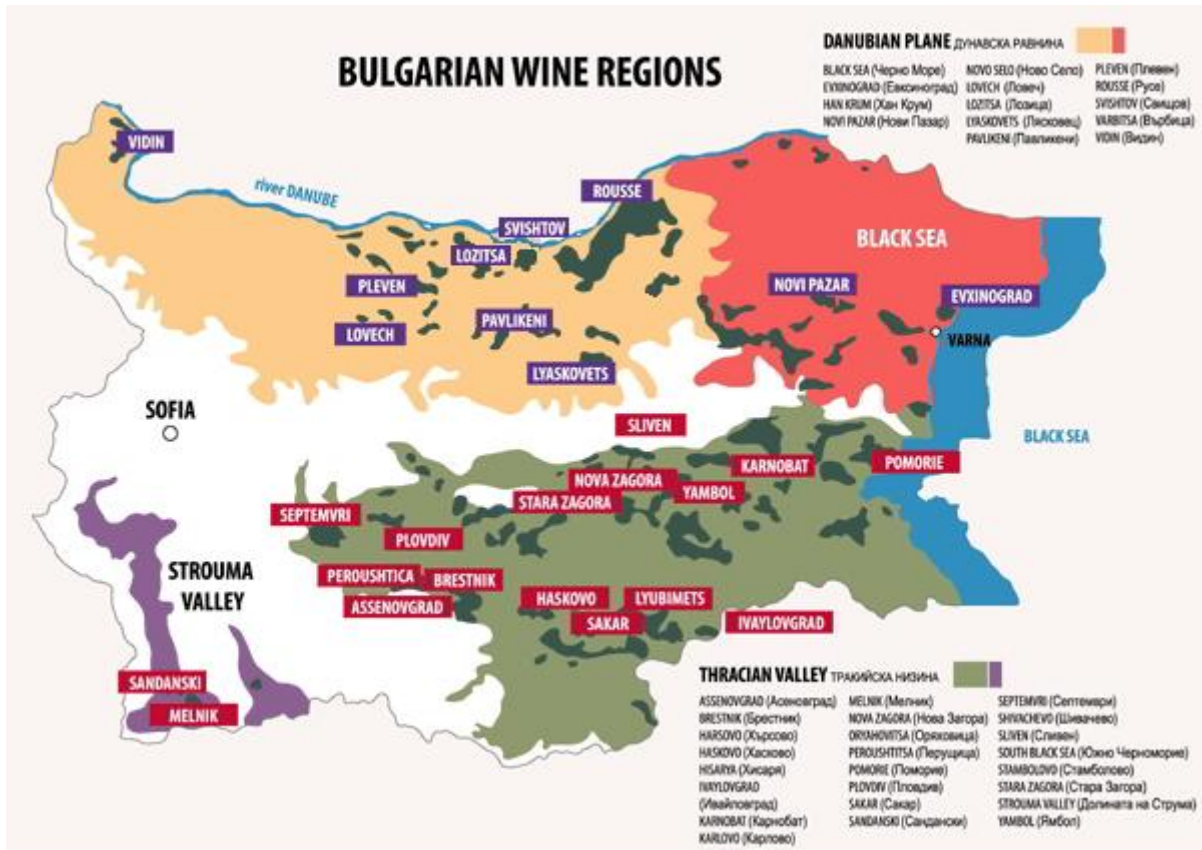 BULGARIAN WINE REGIONS
DANUBIAN PLANE ДУНАВСКА РАВНИНА
BLACK SEA (Черно Море)
EVXINOGRAD (Евксиноград)
HAN KRUM (Хан Крум)
NOVI PAZAR (Нови Пазар)
NOVO SELO (Ново Село)
LOVECH (Ловеч)
LOZITSA (Лозица)
LYASKOVETS (Лясковец)
PAVLIKENI (Павликени)
PLEVEN (Плевен)
ROUSSE (Русе)
SVISHTOV (Свищов)
VARBITSA (Върбица)
VIDIN (Видин)
VIDIN
river DANUBE
ROUSSE
SVISHTOV
LOZITSA
BLACK SEA
PLEVEN
NOVI PAZAR
EVXINOGRAD
LOVECH
PAVLIKENI
VARNA
LYASKOVETS
SOFIA
SLIVEN
BLACK SEA
KARNOBAT
POMORIE
NOVA ZAGORA
YAMBOL
STARA ZAGORA
SEPTEMVRI
PLOVDIV
STROUMA
VALLEY
PEROUSHTICA
BRESTNIK
ASSENOVGRAD
HASKOVO
LYUBIMETS
SAKAR
IVAYLOVGRAD
SANDANSKI
MELNIK
THRACIAN VALLEY ТРАКИЙСКА НИЗИНА
ASSENOVGRAD (Асеновград)
BRESTNIK (Брестник)
HARSOVO (Хърсово)
HASKOVO (Хасково)
HISARYA (Хисаря)
IVAYLOVGRAD
(Ивайловград)
KARNOBAT (Карнобат)
KARLOVO (Карлово)
MELNIK (Мелник)
NOVA ZAGORA (Нова Загора)
ORYAHOVITSA (Оряховица)
PEROUSHTITSA (Перущица)
POMORIE (Поморие)
PLOVDIV (Пловдив)
SAKAR (Сакар)
SANDANSKI (Сандански)
SEPTEMVRI (Септември)
SHIVACHEVO (Шивачево)
SLIVEN (Сливен)
SOUTH BLACK SEA (Южно Черноморие)
STAMBOLOVO (Стамболово)
STARA ZAGORA (Стара Загора)
STROUMA VALLEY (Долината на Струма)
YAMBOL (Ямбол)